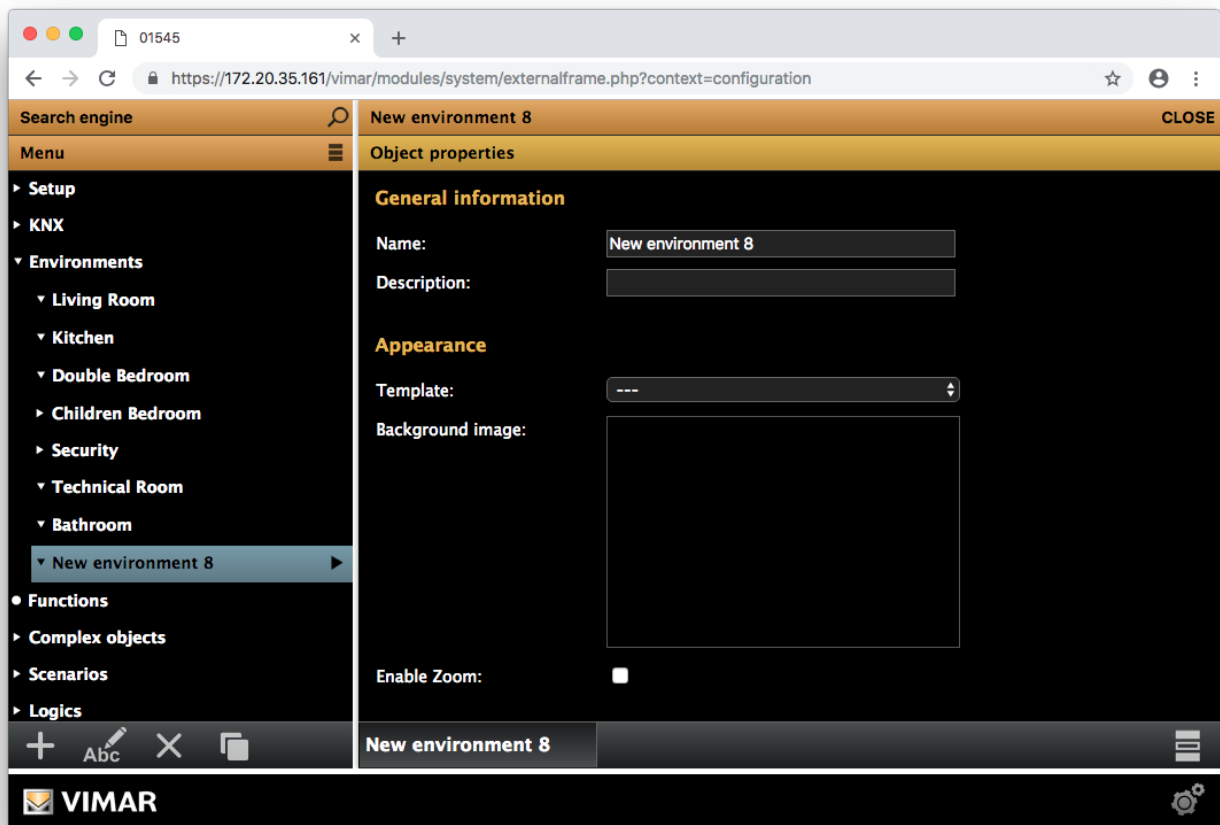 01545
https://172.20.35.161/vimar/modules/system/externalframe.php?context=configuration
Search engine
New environment 8
CLOSE
Menu
Object properties
Setup
KNX
Environments
Living Room
Kitchen
Double Bedroom
Children Bedroom
Security
Technical Room
Bathroom
New environment 8
Functions
Complex objects
Scenarios
Logics
General information
Name: New environment 8
Description:
Appearance
Template: ---
Background image:
Enable Zoom:
Abc
New environment 8
VIMAR